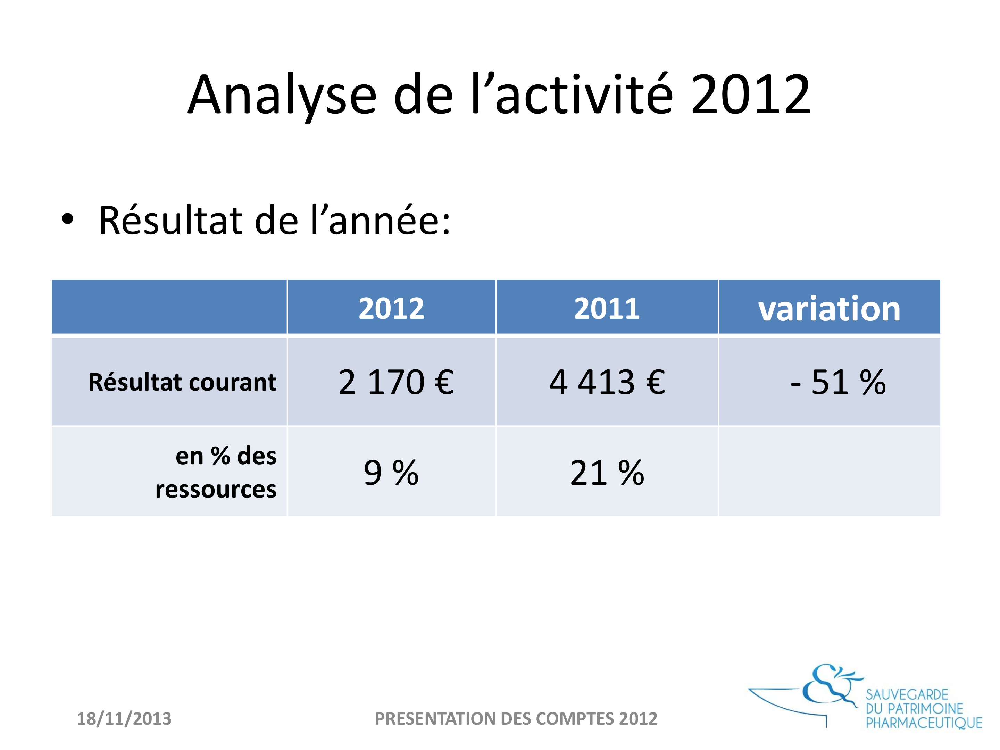 Analyse de l’activité 2012
• Résultat de l’année:
2012 2011 variation
Résultat courant 2 170 € 4 413 € - 51 %
en % des
ressources 9 % 21 %
18/11/2013 PRESENTATION DES COMPTES 2012
SAUVEGARDE
DU PATRIMOINE
PHARMACEUTIQUE